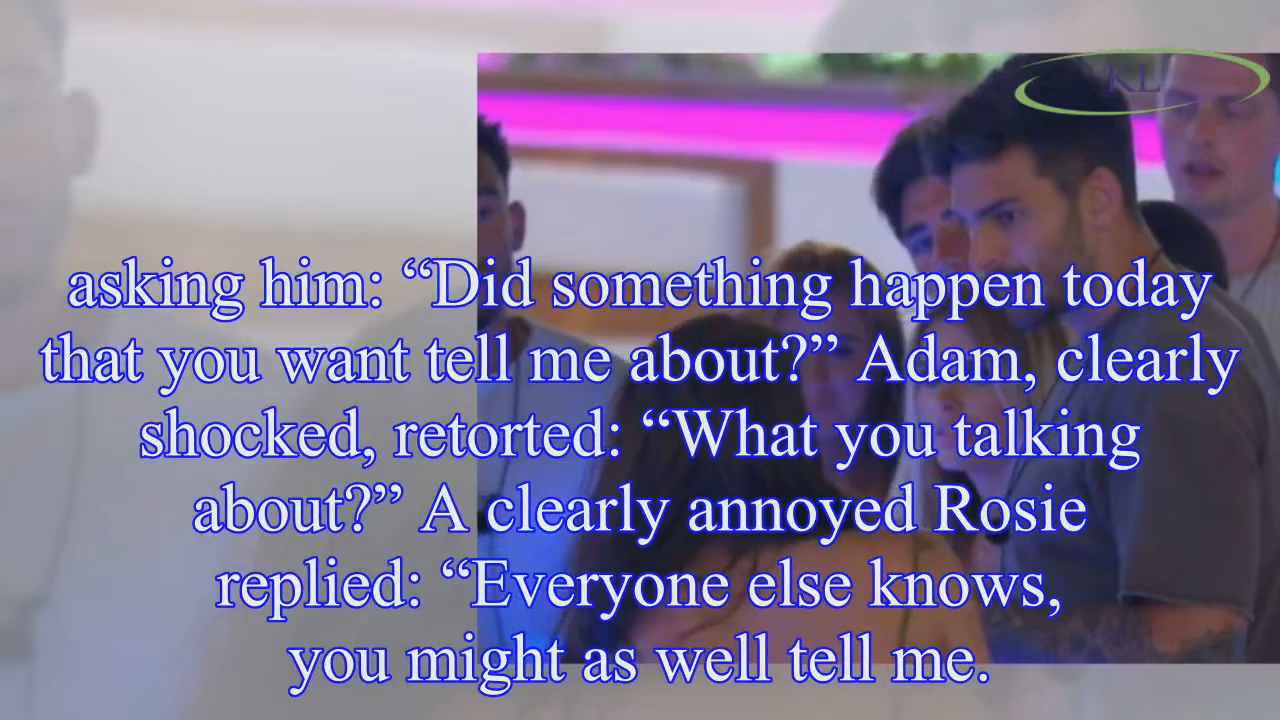 KL
asking him: “Did something happen today
that you want tell me about?” Adam, clearly
shocked, retorted: “What you talking
about?” A clearly annoyed Rosie
replied: “Everyone else knows,
you might as well tell me.